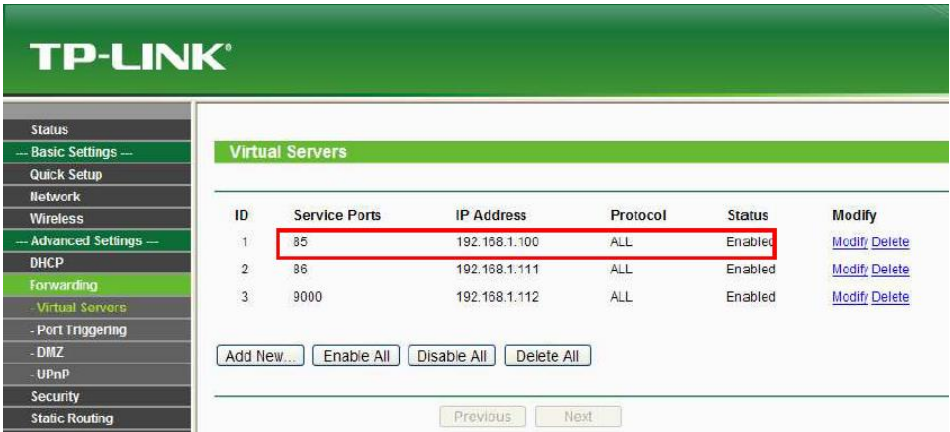 TP-LINK®
Status
--- Basic Settings ---
Quick Setup
Network
Wireless
--- Advanced Settings ---
DHCP
Forwarding
- Virtual Servers
- Port Triggering
- DMZ
- UPnP
Security
Static Routing
Virtual Servers
ID Service Ports IP Address Protocol Status Modify
1 85 192.168.1.100 ALL Enabled Modify Delete
2 86 192.168.1.111 ALL Enabled Modify Delete
3 9000 192.168.1.112 ALL Enabled Modify Delete
Add New... Enable All Disable All Delete All
Previous Next